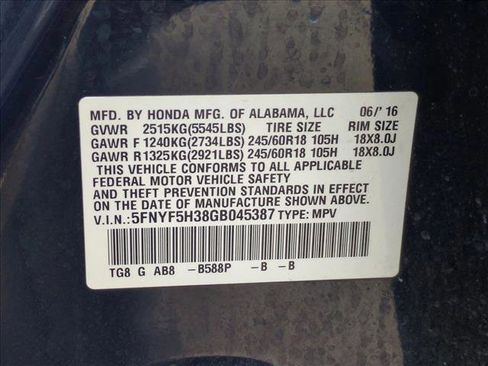 MFD. BY HONDA MFG. OF ALABAMA, LLC 06/'16
GVWR 2515KG(5545LBS) TIRE SIZE RIM SIZE
GAWR F 1240KG(2734LBS) 245/60R18 105H 18X8.0J
GAWR R1325KG(2921LBS) 245/60R18 105H 18X8.0J
THIS VEHICLE CONFORMS TO ALL APPLICABLE
FEDERAL MOTOR VEHICLE SAFETY
AND THEFT PREVENTION STANDARDS IN EFFECT
ON THE DATE OF MANUFACTURE SHOWN ABOVE.
V.I.N.:5FNYF5H38GB045387 TYPE: MPV
TG8 G AB8 -B588P -B -B